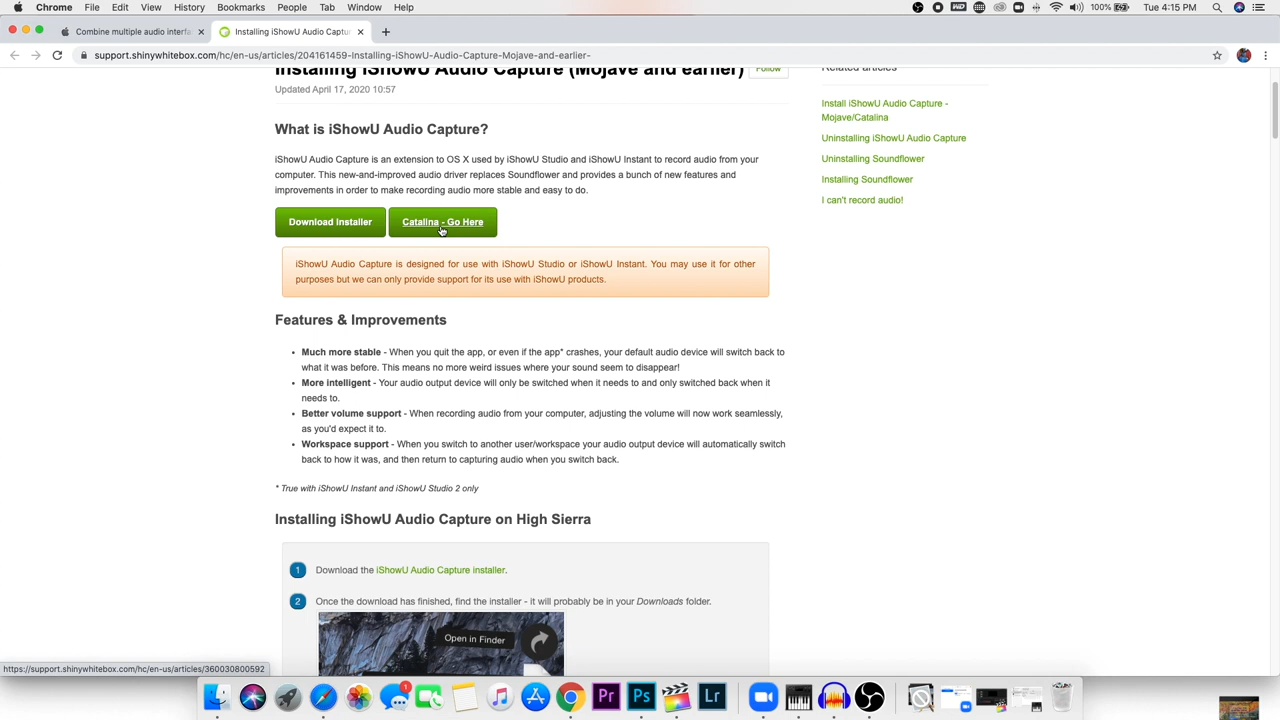 Chrome File Edit View History Bookmarks People Tab Window Help 100% Tue 4:15 PM
Combine multiple audio interfa
Installing iShowU Audio Captu
support.shinywhitebox.com/hc/en-us/articles/204161459-Installing-iShowU-Audio-Capture-Mojave-and-earlier-
Installing iShowU Audio Capture (Mojave and earlier)
Follow
Updated April 17, 2020 10:57
What is iShowU Audio Capture?
iShowU Audio Capture is an extension to OS X used by iShowU Studio and iShowU Instant to record audio from your
computer. This new-and-improved audio driver replaces Soundflower and provides a bunch of new features and
improvements in order to make recording audio more stable and easy to do.
Download Installer
Catalina - Go Here
iShowU Audio Capture is designed for use with iShowU Studio or iShowU Instant. You may use it for other
purposes but we can only provide support for its use with iShowU products.
Features & Improvements
• Much more stable - When you quit the app, or even if the app* crashes, your default audio device will switch back to
what it was before. This means no more weird issues where your sound seem to disappear!
• More intelligent - Your audio output device will only be switched when it needs to and only switched back when it
needs to.
• Better volume support - When recording audio from your computer, adjusting the volume will now work seamlessly,
as you'd expect it to.
• Workspace support - When you switch to another user/workspace your audio output device will automatically switch
back to how it was, and then return to capturing audio when you switch back.
* True with iShowU Instant and iShowU Studio 2 only
Installing iShowU Audio Capture on High Sierra
1 Download the iShowU Audio Capture installer.
2 Once the download has finished, find the installer - it will probably be in your Downloads folder.
Open in Finder
Related articles
Install iShowU Audio Capture -
Mojave/Catalina
Uninstalling iShowU Audio Capture
Uninstalling Soundflower
Installing Soundflower
I can't record audio!
https://support.shinywhitebox.com/hc/en-us/articles/360030800592
1
Pr Ps Lr